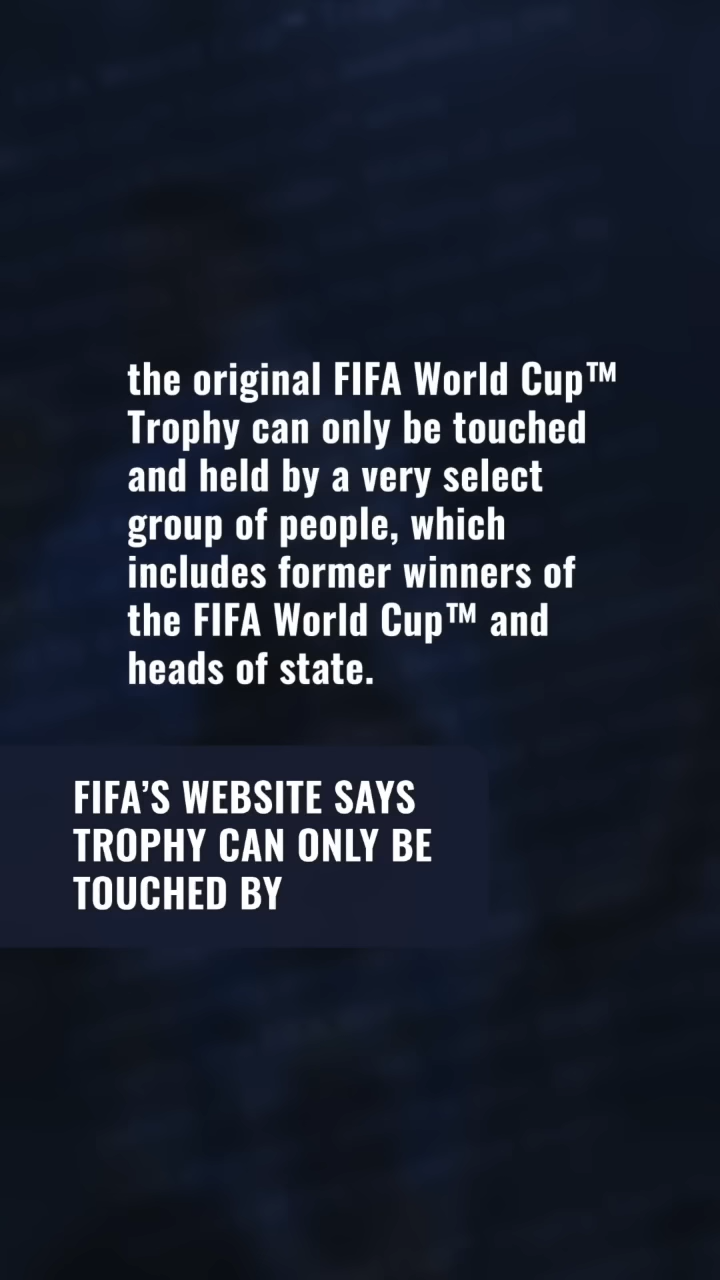 the original FIFA World Cup™
Trophy can only be touched
and held by a very select
group of people, which
includes former winners of
the FIFA World Cup™ and
heads of state.
FIFA’S WEBSITE SAYS
TROPHY CAN ONLY BE
TOUCHED BY